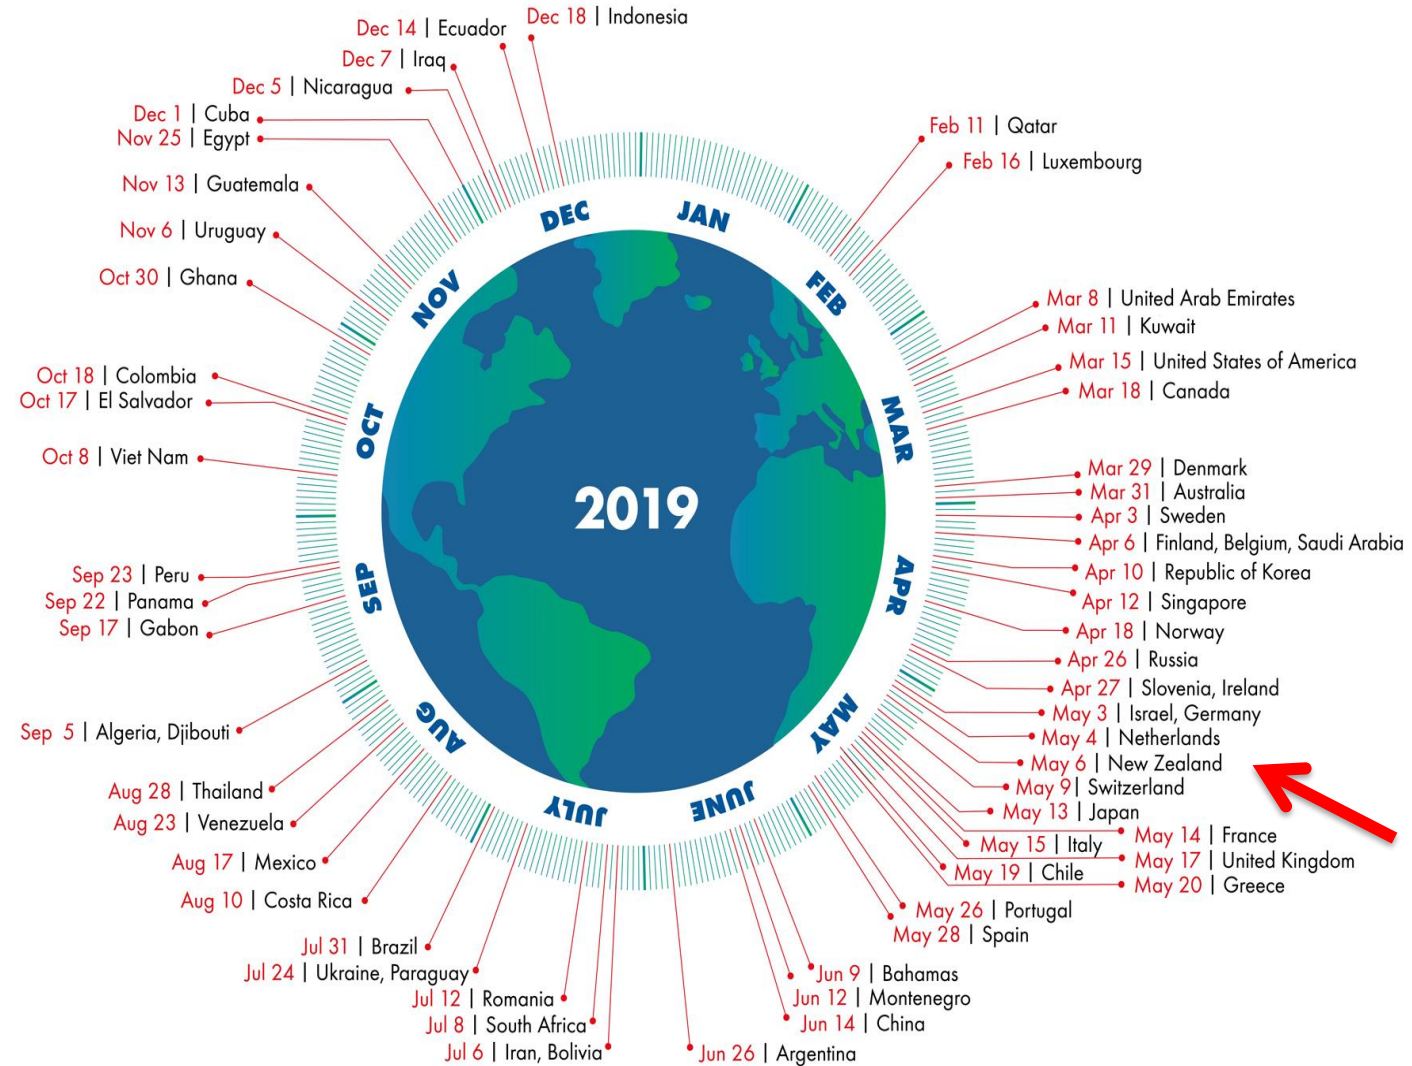 Dec 18 | Indonesia
Dec 14 | Ecuador
Dec 7 | Iraq
Dec 5 | Nicaragua
Dec 1 | Cuba
Nov 25 | Egypt
Nov 13 | Guatemala
Nov 6 | Uruguay
Oct 30 | Ghana
Oct 18 | Colombia
Oct 17 | El Salvador
Oct 8 | Viet Nam
Sep 23 | Peru
Sep 22 | Panama
Sep 17 | Gabon
Sep 5 | Algeria, Djibouti
Aug 28 | Thailand
Aug 23 | Venezuela
Aug 17 | Mexico
Aug 10 | Costa Rica
Jul 31 | Brazil
Jul 24 | Ukraine, Paraguay
Jul 12 | Romania
Jul 8 | South Africa
Jul 6 | Iran, Bolivia
JAN
FEB
MAR
APR
MAY
JUNE
JULY
AUG
SEP
OCT
NOV
DEC
2019
Feb 11 | Qatar
Feb 16 | Luxembourg
Mar 8 | United Arab Emirates
Mar 11 | Kuwait
Mar 15 | United States of America
Mar 18 | Canada
Mar 29 | Denmark
Mar 31 | Australia
Apr 3 | Sweden
Apr 6 | Finland, Belgium, Saudi Arabia
Apr 10 | Republic of Korea
Apr 12 | Singapore
Apr 18 | Norway
Apr 26 | Russia
Apr 27 | Slovenia, Ireland
May 3 | Israel, Germany
May 4 | Netherlands
May 6 | New Zealand
May 9| Switzerland
May 13 | Japan
May 14 | France
May 15 | Italy
May 17 | United Kingdom
May 19 | Chile
May 20 | Greece
May 26 | Portugal
May 28 | Spain
Jun 9 | Bahamas
Jun 12 | Montenegro
Jun 14 | China
Jun 26 | Argentina